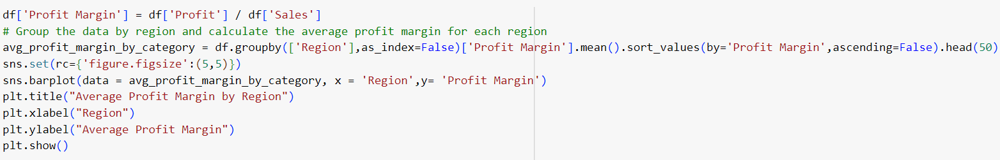 df['Profit Margin'] = df['Profit'] / df['Sales']
# Group the data by region and calculate the average profit margin for each region
avg_profit_margin_by_category = df.groupby(['Region'],as_index=False)['Profit Margin'].mean().sort_values(by='Profit Margin',ascending=False).head(50)
sns.set(rc={'figure.figsize':(5,5)})
sns.barplot(data = avg_profit_margin_by_category, x = 'Region',y= 'Profit Margin')
plt.title("Average Profit Margin by Region")
plt.xlabel("Region")
plt.ylabel("Average Profit Margin")
plt.show()